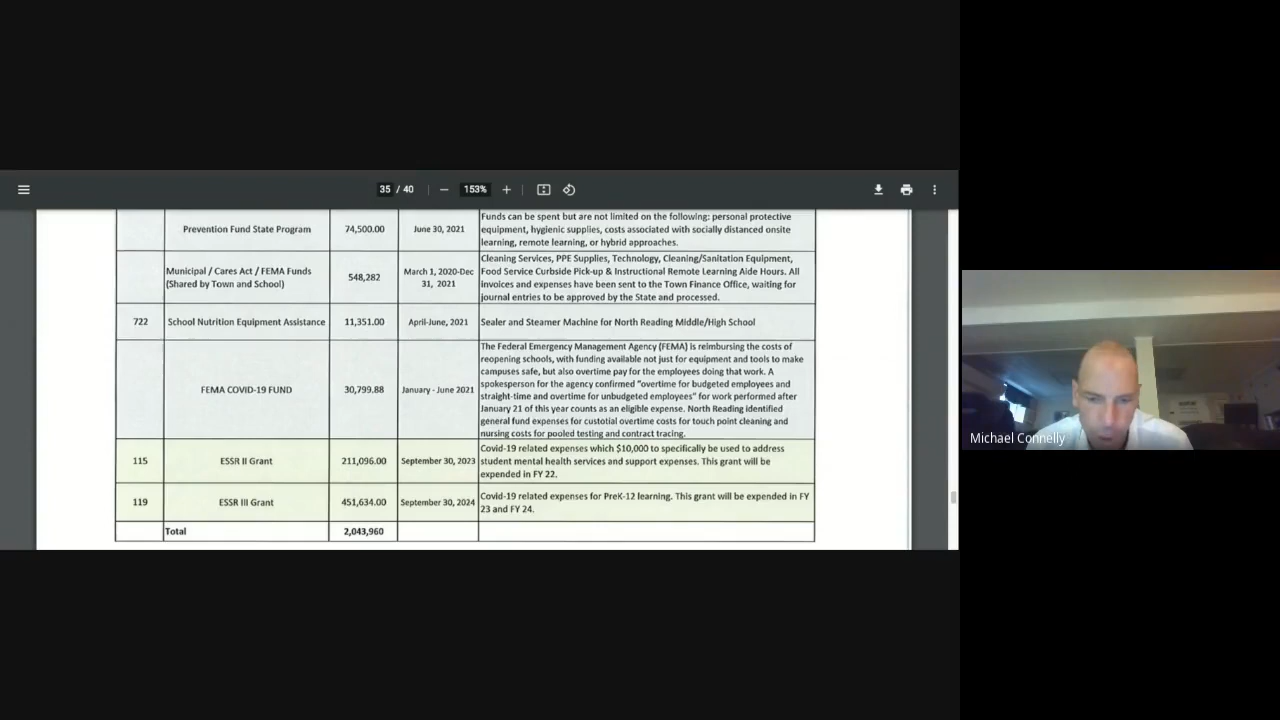 35 / 40
153%
Prevention Fund State Program
74,500.00
June 30, 2021
Funds can be spent but are not limited on the following: personal protective
equipment, hygienic supplies, costs associated with socially distanced onsite
learning, remote learning, or hybrid approaches.
Municipal / Cares Act / FEMA Funds
(Shared by Town and School)
548,282
March 1, 2020-Dec
31, 2021
Cleaning Services, PPE Supplies, Technology, Cleaning/Sanitation Equipment,
Food Service Curbside Pick-up & Instructional Remote Learning Aide Hours. All
invoices and expenses have been sent to the Town Finance Office, waiting for
journal entries to be approved by the State and processed.
722
School Nutrition Equipment Assistance
11,351.00
April-June, 2021
Sealer and Steamer Machine for North Reading Middle/High School
FEMA COVID-19 FUND
30,799.88
January - June 2021
The Federal Emergency Management Agency (FEMA) is reimbursing the costs of
reopening schools, with funding available not just for equipment and tools to make
campuses safe, but also overtime pay for the employees doing that work. A
spokesperson for the agency confirmed "overtime for budgeted employees and
straight-time and overtime for unbudgeted employees" for work performed after
January 21 of this year counts as an eligible expense. North Reading identified
general fund expenses for custotial overtime costs for touch point cleaning and
nursing costs for pooled testing and contract tracing.
115
ESSR II Grant
211,096.00
September 30, 2023
Covid-19 related expenses which $10,000 to specifically be used to address
student mental health services and support expenses. This grant will be
expended in FY 22.
119
ESSR III Grant
451,634.00
September 30, 2024
Covid-19 related expenses for PreK-12 learning. This grant will be expended in FY
23 and FY 24.
Total
2,043,960
Michael Connelly